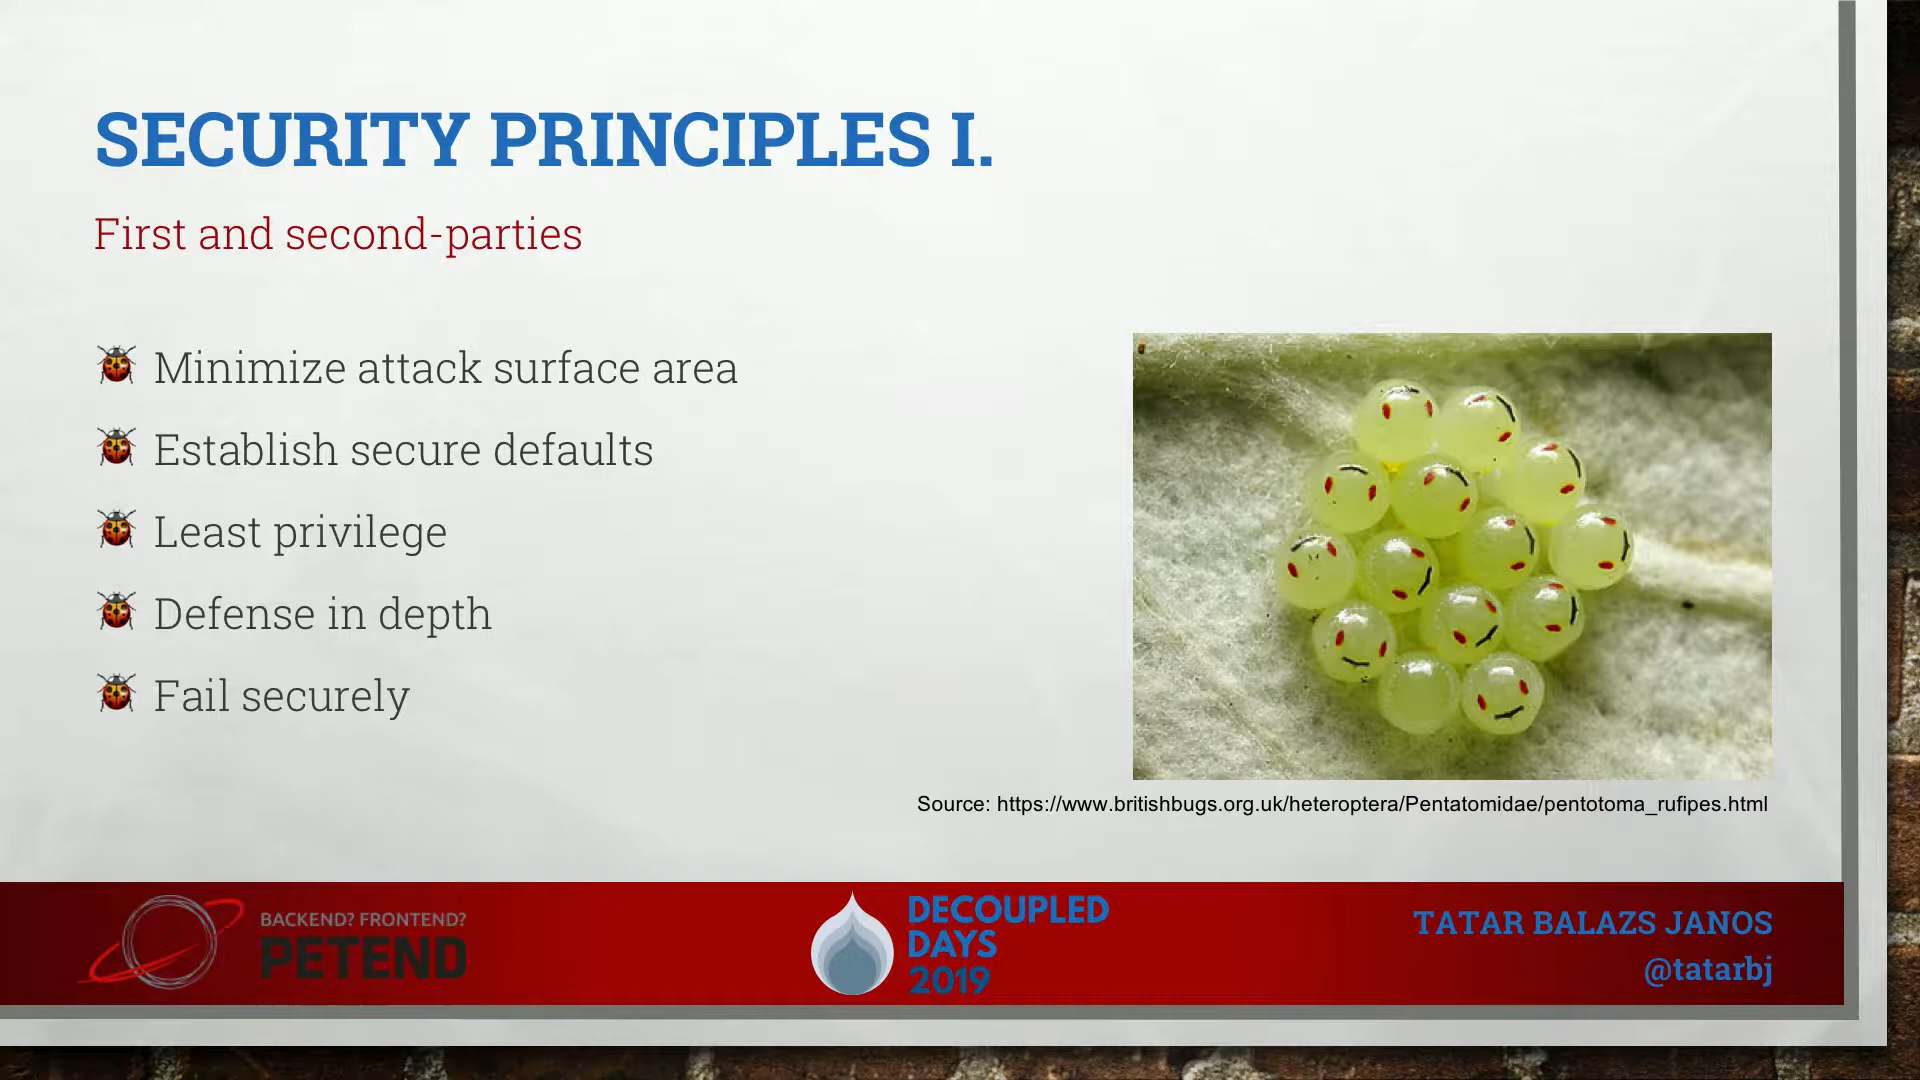 SECURITY PRINCIPLES I.
First and second-parties
Minimize attack surface area
Establish secure defaults
Least privilege
Defense in depth
Fail securely
Source: https://www.britishbugs.org.uk/heteroptera/Pentatomidae/pentotoma_rufipes.html
BACKEND? FRONTEND?
PETEND
DECOUPLED
DAYS
2019
TATAR BALAZS JANOS
@tatarbj